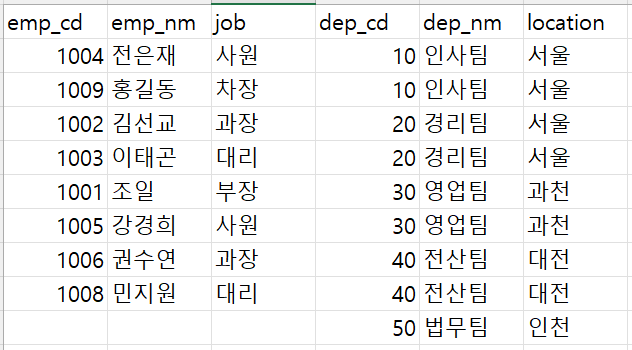 emp_cd emp_nm job dep_cd dep_nm location
1004 전은재 사원 10 인사팀 서울
1009 홍길동 차장 10 인사팀 서울
1002 김선교 과장 20 경리팀 서울
1003 이태곤 대리 20 경리팀 서울
1001 조일 부장 30 영업팀 과천
1005 강경희 사원 30 영업팀 과천
1006 권수연 과장 40 전산팀 대전
1008 민지원 대리 40 전산팀 대전
50 법무팀 인천